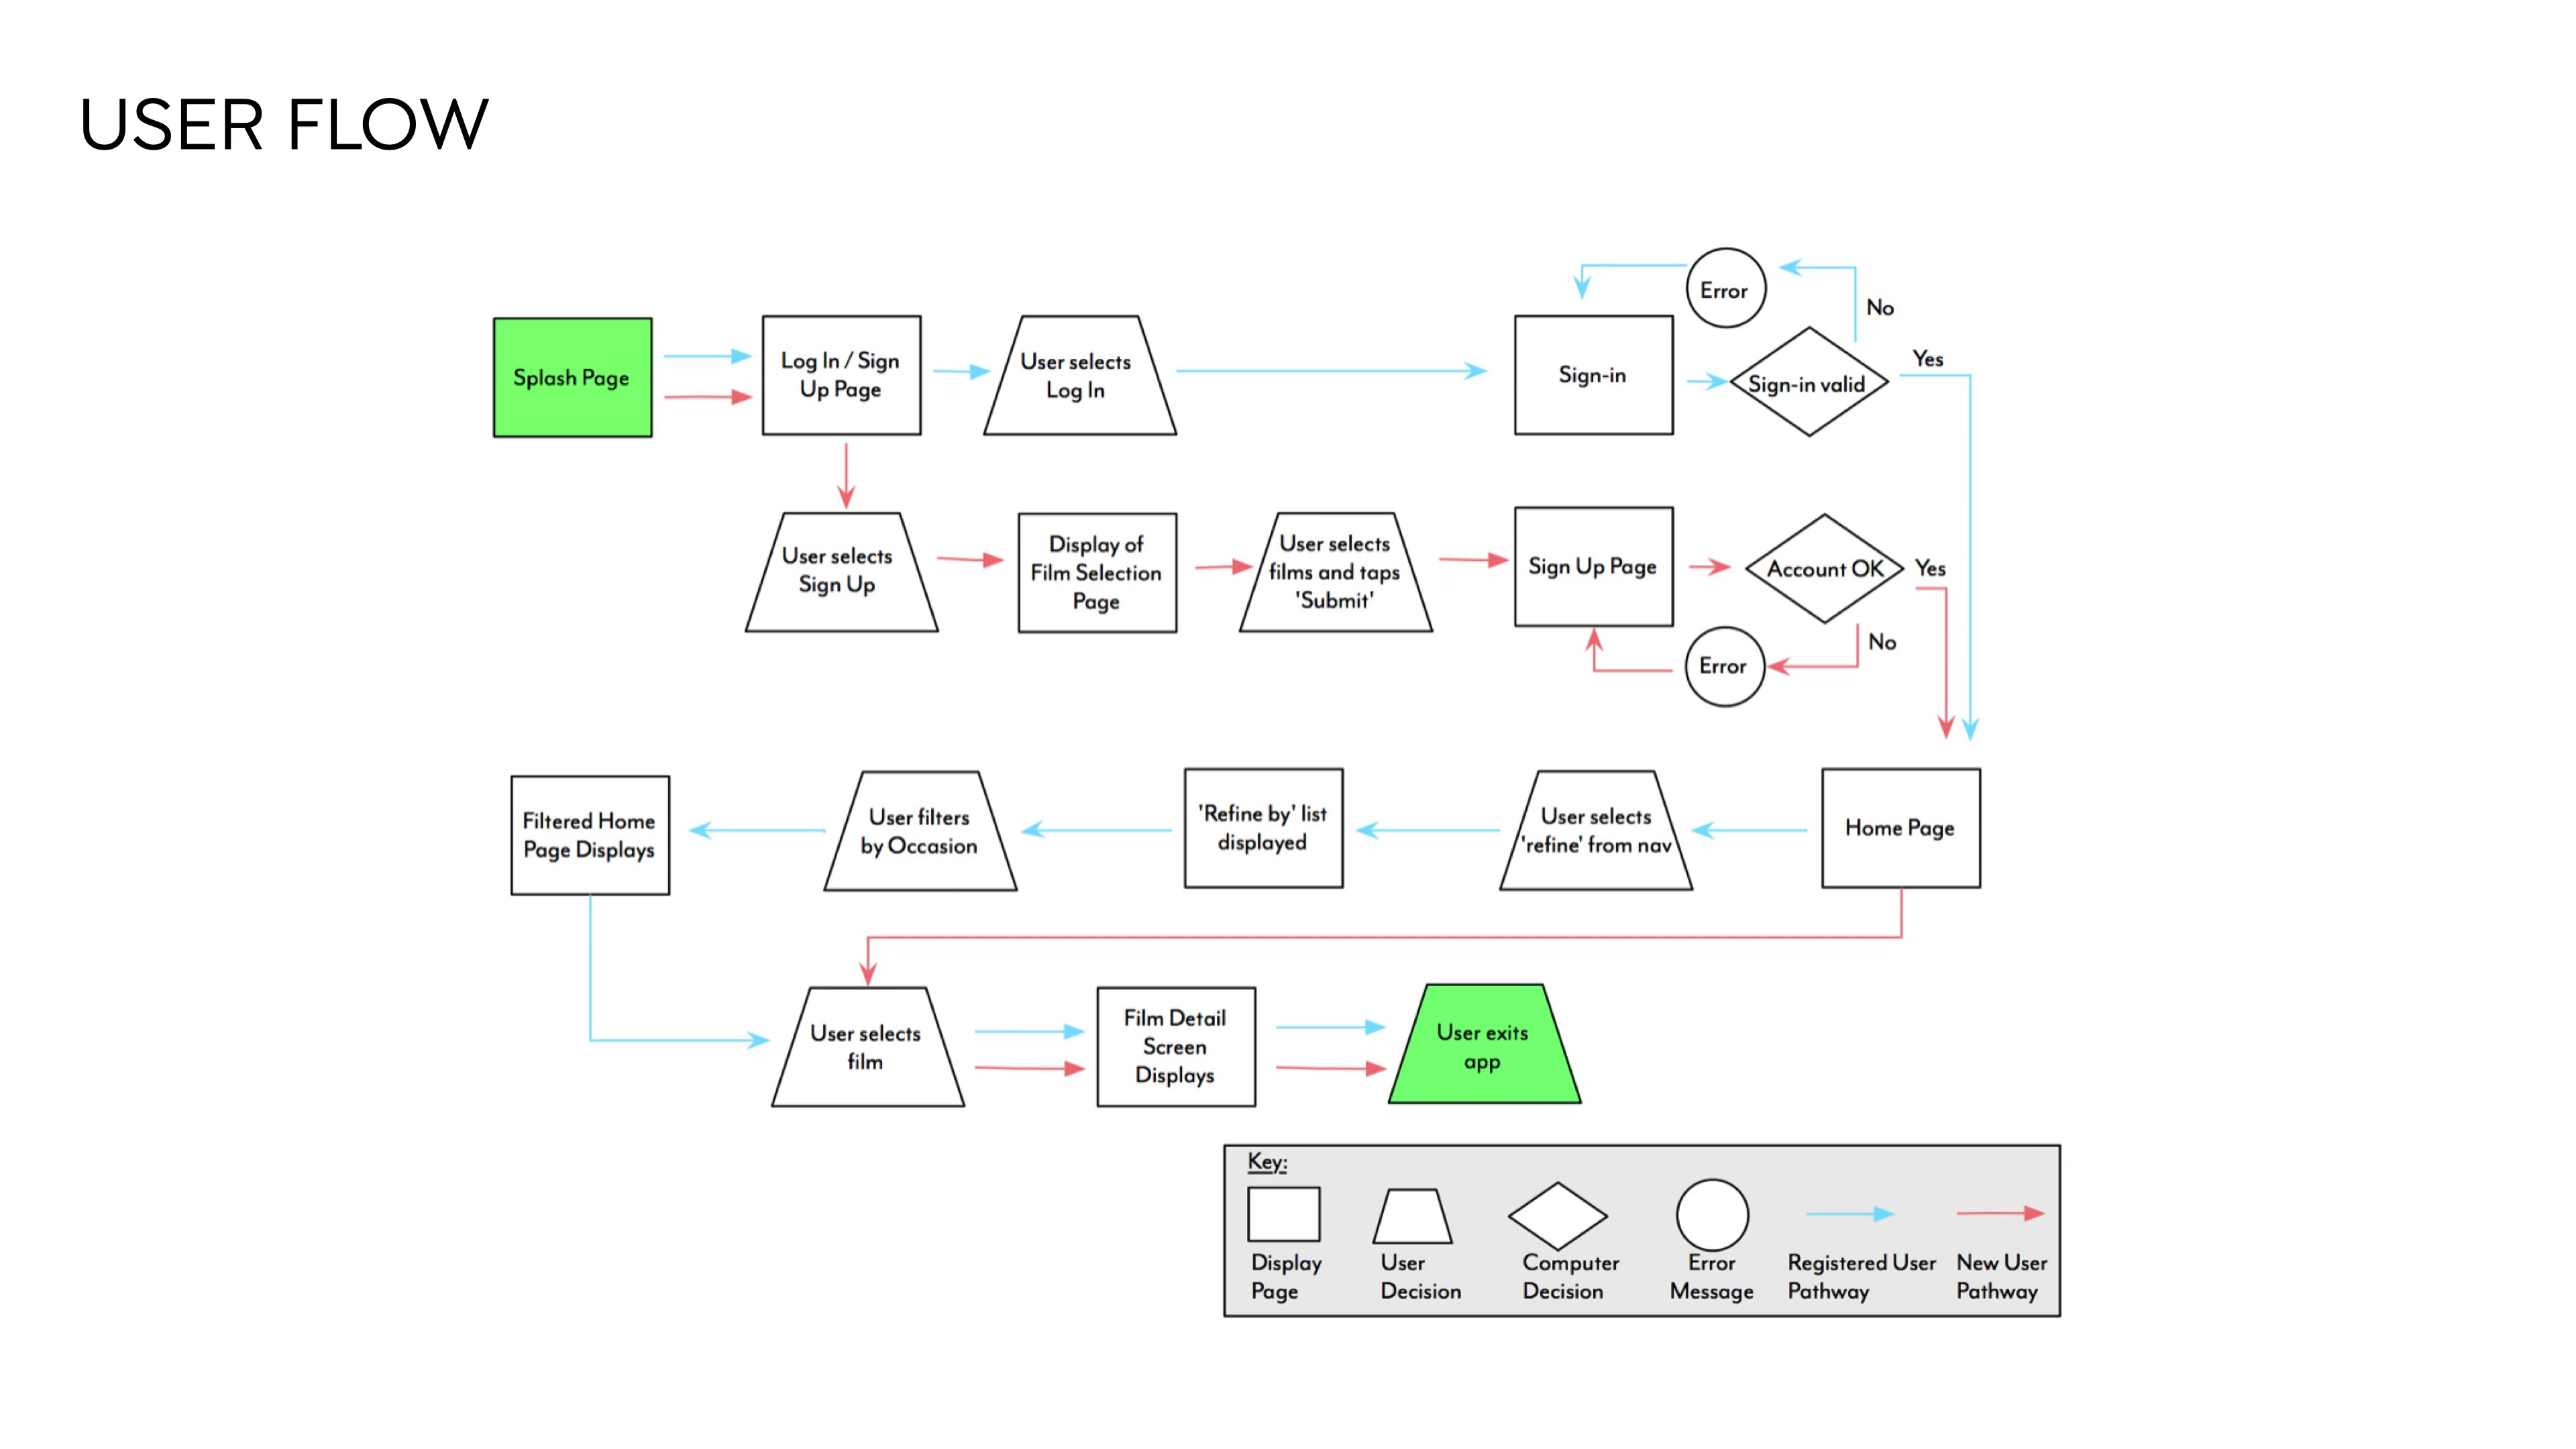 USER FLOW
Error
No
Splash Page
Log In / Sign
Up Page
User selects
Log In
Sign-in
Sign-in valid
Yes
User selects
Sign Up
Display of
Film Selection
Page
User selects
films and taps
'Submit'
Sign Up Page
Account OK
Yes
No
Error
Filtered Home
Page Displays
User filters
by Occasion
'Refine by' list
displayed
User selects
'refine' from nav
Home Page
User selects
film
Film Detail
Screen
Displays
User exits
app
Key:
Display
Page
User
Decision
Computer
Decision
Error
Message
Registered User
Pathway
New User
Pathway